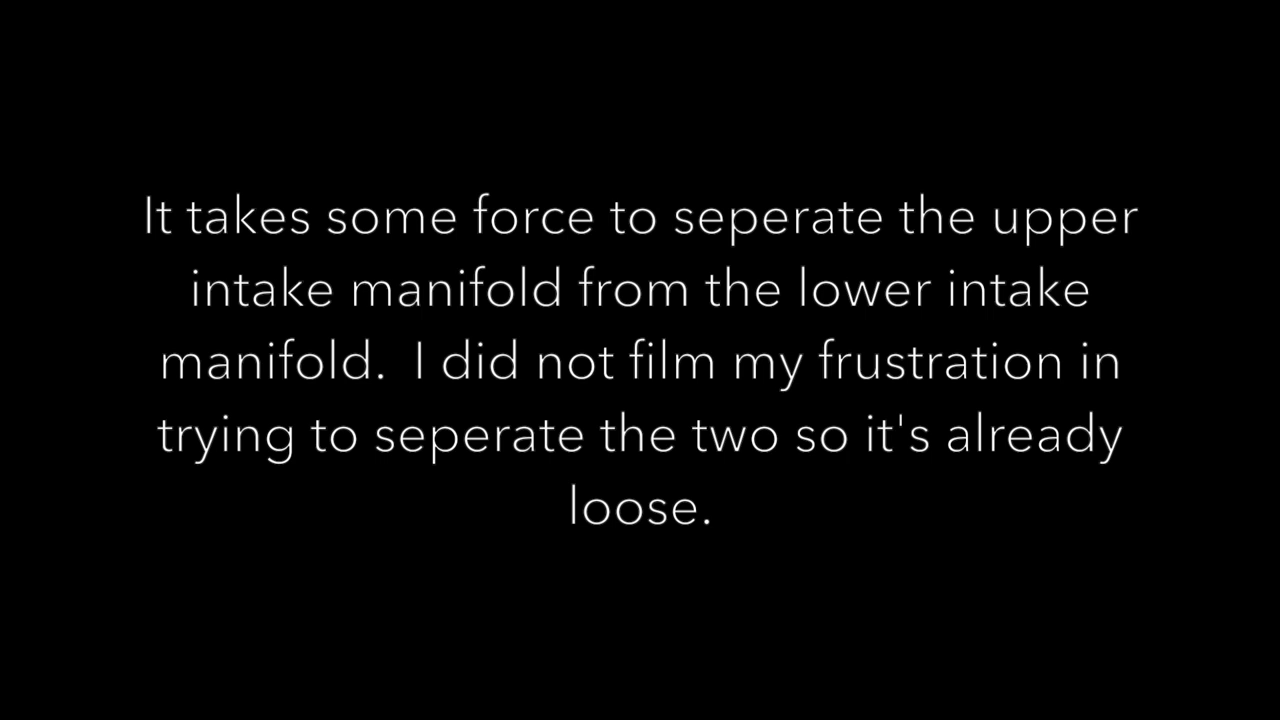 It takes some force to seperate the upper
intake manifold from the lower intake
manifold.  I did not film my frustration in
trying to seperate the two so it's already
loose.